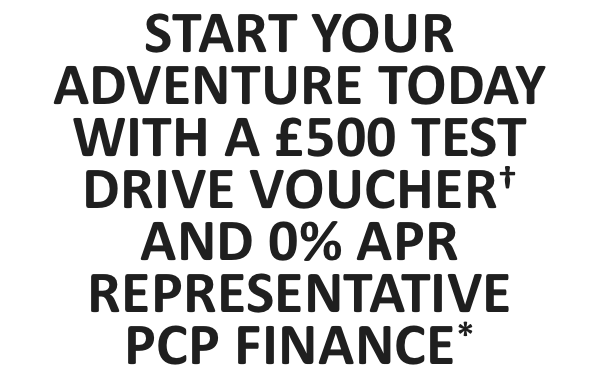 START YOUR
ADVENTURE TODAY
WITH A £500 TEST
DRIVE VOUCHER†
AND 0% APR
REPRESENTATIVE
PCP FINANCE*